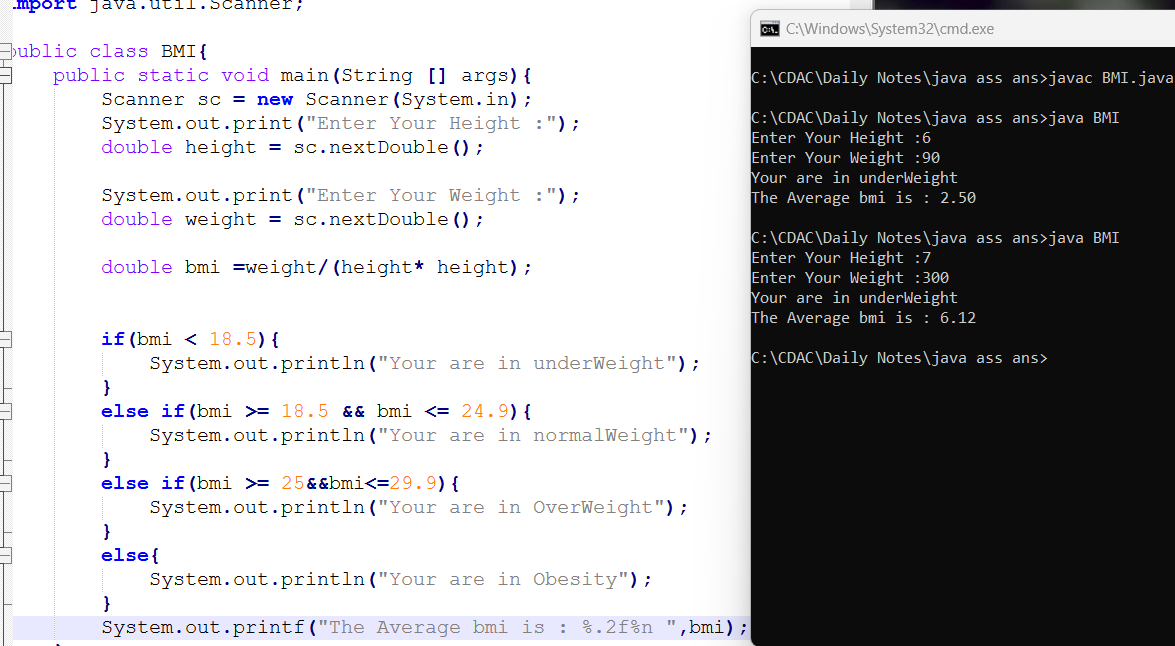 import java.util.Scanner;
public class BMI{
public static void main(String [] args){
Scanner sc = new Scanner(System.in);
System.out.print("Enter Your Height :");
double height = sc.nextDouble();
System.out.print("Enter Your Weight :");
double weight = sc.nextDouble();
double bmi =weight/(height* height);
if(bmi < 18.5){
System.out.println("Your are in underWeight");
}
else if(bmi >= 18.5 && bmi <= 24.9){
System.out.println("Your are in normalWeight");
}
else if(bmi >= 25&&bmi<=29.9){
System.out.println("Your are in OverWeight");
}
else{
System.out.println("Your are in Obesity");
}
System.out.printf("The Average bmi is : %.2f%n ",bmi);
C:\Windows\System32\cmd.exe
C:\CDAC\Daily Notes\java ass ans>javac BMI.java
C:\CDAC\Daily Notes\java ass ans>java BMI
Enter Your Height :6
Enter Your Weight :90
Your are in underWeight
The Average bmi is : 2.50
C:\CDAC\Daily Notes\java ass ans>java BMI
Enter Your Height :7
Enter Your Weight :300
Your are in underWeight
The Average bmi is : 6.12
C:\CDAC\Daily Notes\java ass ans>